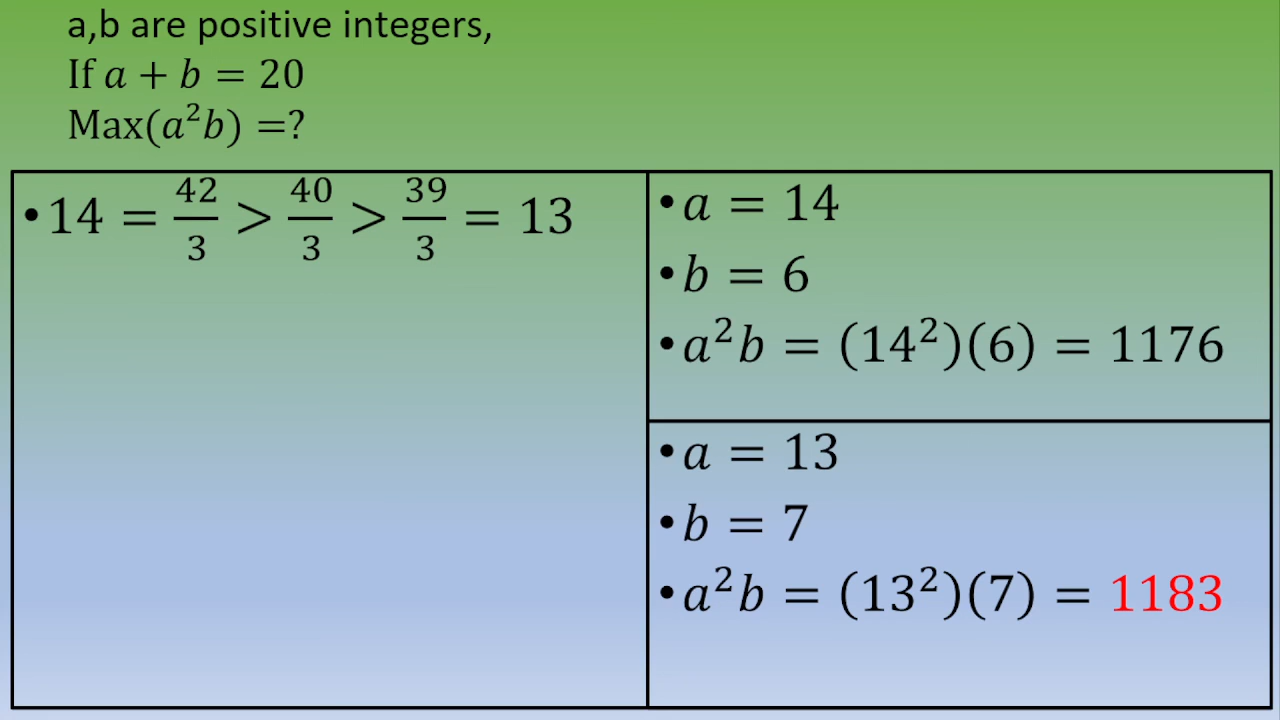 a,b are positive integers,
If a + b = 20
Max(a²b) =?
•14 = 42/3 > 40/3 > 39/3 = 13
•a = 14
•b = 6
•a²b = (14²)(6) = 1176
•a = 13
•b = 7
•a²b = (13²)(7) = 1183